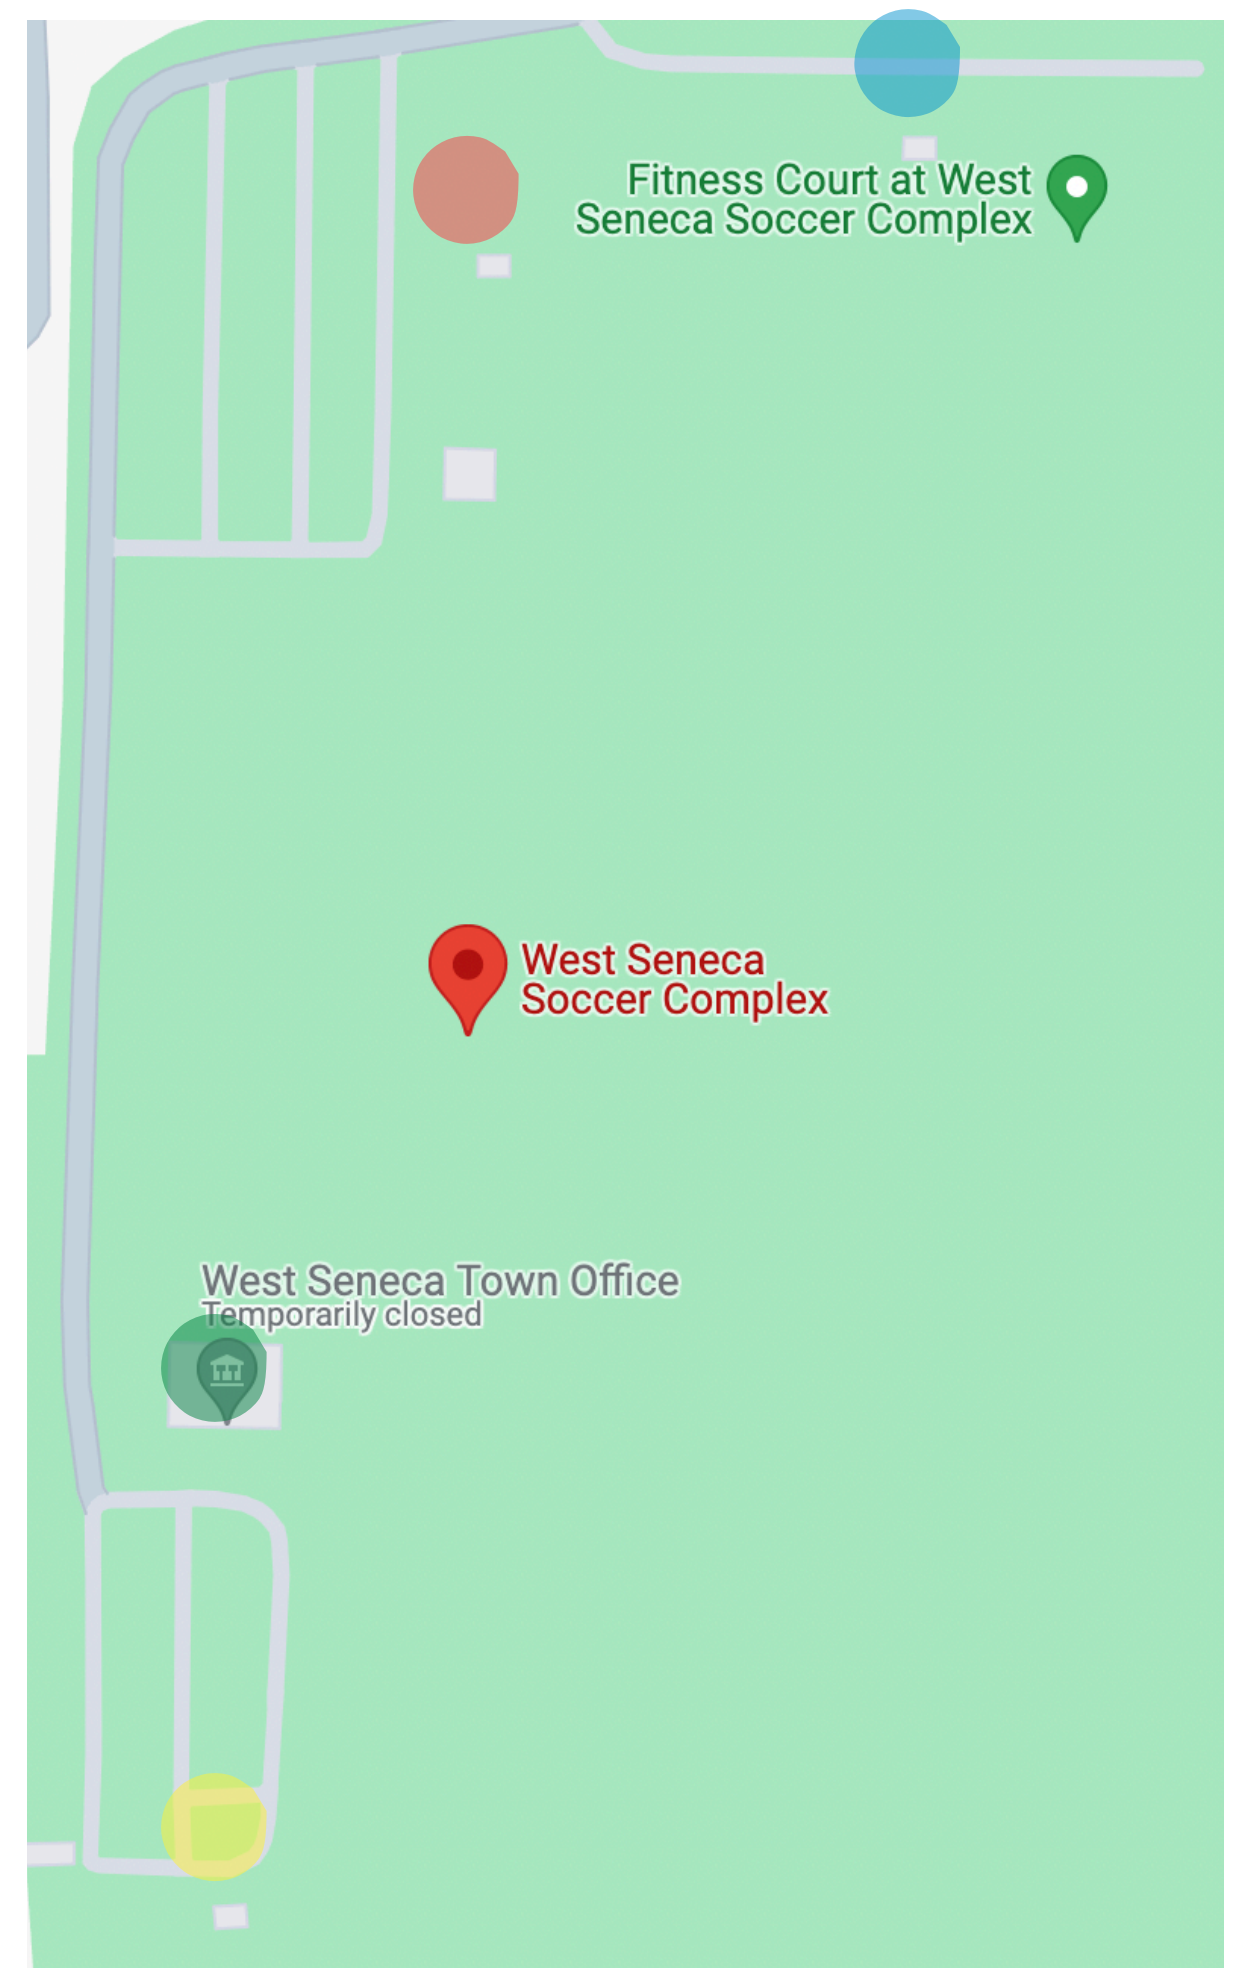 Fitness Court at West
Seneca Soccer Complex
West Seneca
Soccer Complex
West Seneca Town Office
Temporarily closed